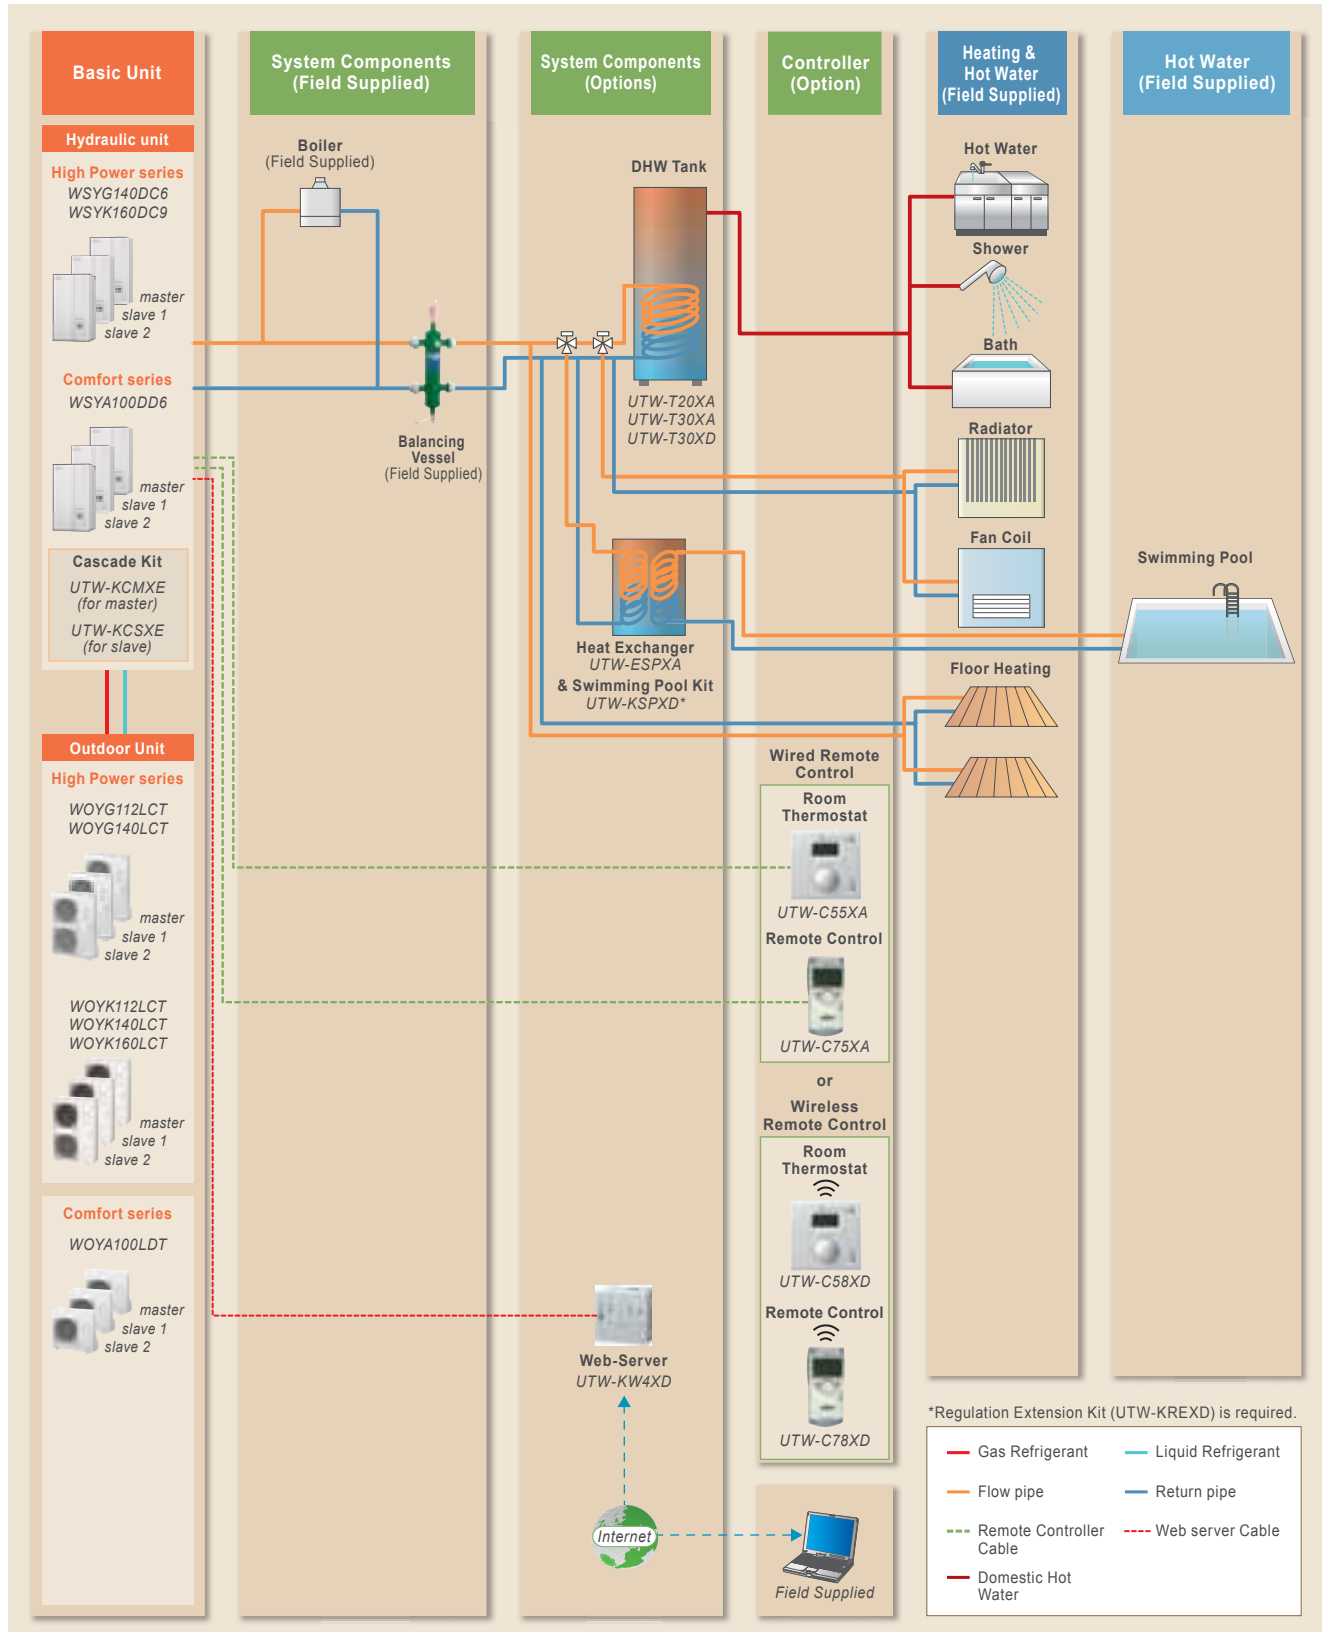 Basic Unit
System Components
(Field Supplied)
System Components
(Options)
Controller
(Option)
Heating &
Hot Water
(Field Supplied)
Hot Water
(Field Supplied)
Hydraulic unit
High Power series
WSYG140DC6
WSYK160DC9
master
slave 1
slave 2
Comfort series
WSYA100DD6
master
slave 1
slave 2
Cascade Kit
UTW-KCMXE
(for master)
UTW-KCSXE
(for slave)
Outdoor Unit
High Power series
WOYG112LCT
WOYG140LCT
master
slave 1
slave 2
WOYK112LCT
WOYK140LCT
WOYK160LCT
master
slave 1
slave 2
Comfort series
WOYA100LDT
master
slave 1
slave 2
Boiler
(Field Supplied)
Balancing
Vessel
(Field Supplied)
DHW Tank
UTW-T20XA
UTW-T30XA
UTW-T30XD
Heat Exchanger
UTW-ESPXA
& Swimming Pool Kit
UTW-KSPXD*
Web-Server
UTW-KW4XD
Internet
Wired Remote
Control
Room
Thermostat
UTW-C55XA
Remote Control
UTW-C75XA
or
Wireless
Remote Control
Room
Thermostat
UTW-C58XD
Remote Control
UTW-C78XD
Field Supplied
Hot Water
Shower
Bath
Radiator
Fan Coil
Floor Heating
Swimming Pool
*Regulation Extension Kit (UTW-KREXD) is required.
Gas Refrigerant
Liquid Refrigerant
Flow pipe
Return pipe
Remote Controller
Cable
Web server Cable
Domestic Hot
Water